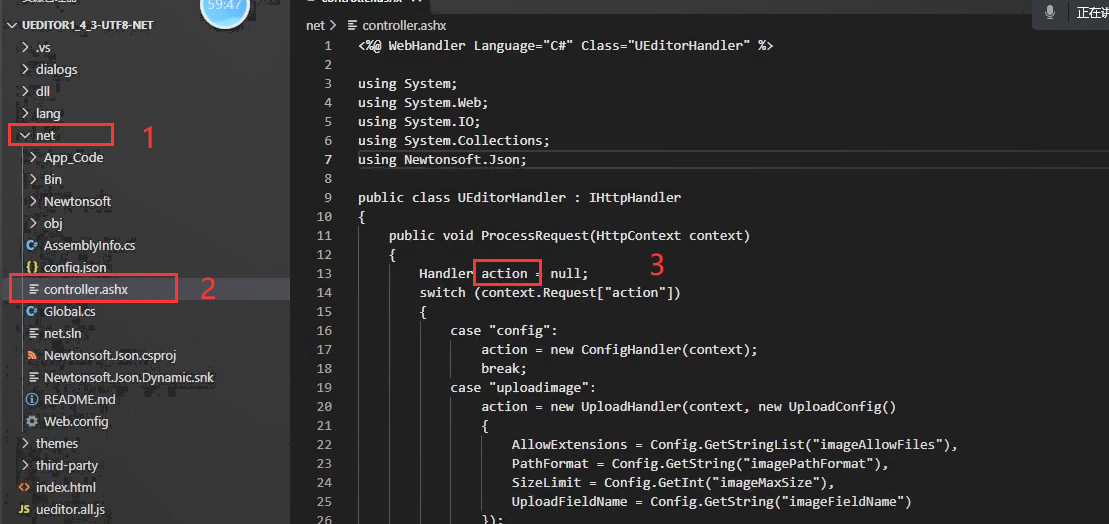 59:47
UEDITOR1_4_3-UTF8-NET
.vs
dialogs
dll
lang
net
1
App_Code
Bin
Newtonsoft
obj
AssemblyInfo.cs
config.json
controller.ashx
2
Global.cs
net.sln
Newtonsoft.Json.csproj
Newtonsoft.Json.Dynamic.snk
README.md
Web.config
themes
third-party
index.html
JS ueditor.all.js
正在讲
net > controller.ashx
1 <%@ WebHandler Language="C#" Class="UEditorHandler" %>
2
3 using System;
4 using System.Web;
5 using System.IO;
6 using System.Collections;
7 using Newtonsoft.Json;
8
9 public class UEditorHandler : IHttpHandler
10 {
11 public void ProcessRequest(HttpContext context)
12 {
3
13 Handler action = null;
14 switch (context.Request["action"])
15 {
16 case "config":
17 action = new ConfigHandler(context);
18 break;
19 case "uploadimage":
20 action = new UploadHandler(context, new UploadConfig()
21 {
22 AllowExtensions = Config.GetStringList("imageAllowFiles"),
23 PathFormat = Config.GetString("imagePathFormat"),
24 SizeLimit = Config.GetInt("imageMaxSize"),
25 UploadFieldName = Config.GetString("imageFieldName")
26 });